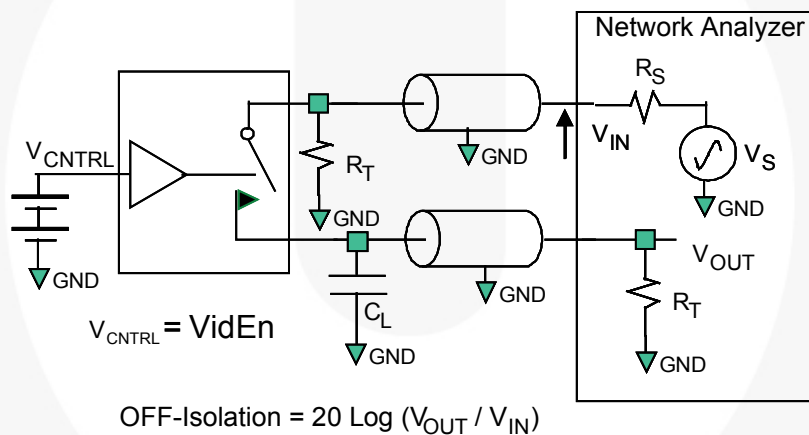 Network Analyzer
R_S
V_IN
V_S
GND
GND
V_CNTRL
R_T
GND
GND
V_OUT
R_T
GND
GND
C_L
GND
V_CNTRL = VidEn
OFF-Isolation = 20 Log (V_OUT / V_IN)